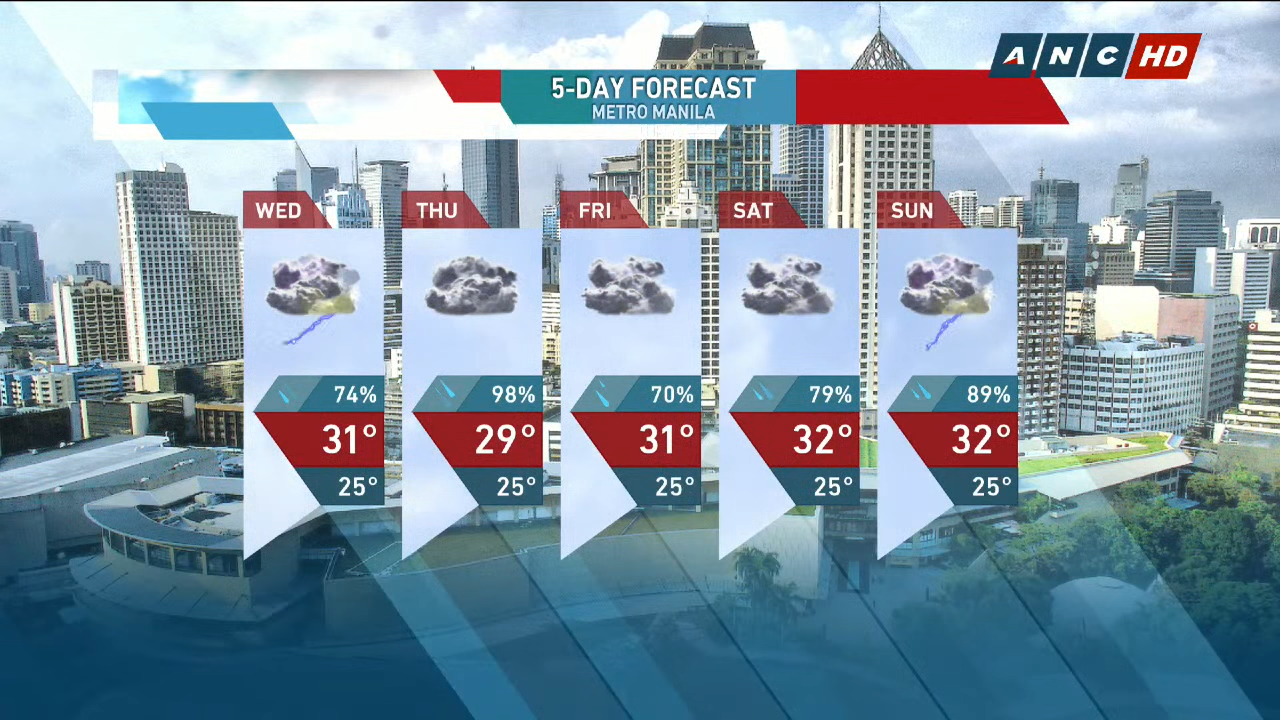 ANC HD
5-DAY FORECAST
METRO MANILA
WED
THU
FRI
SAT
SUN
74%
98%
70%
79%
89%
31°
29°
31°
32°
32°
25°
25°
25°
25°
25°